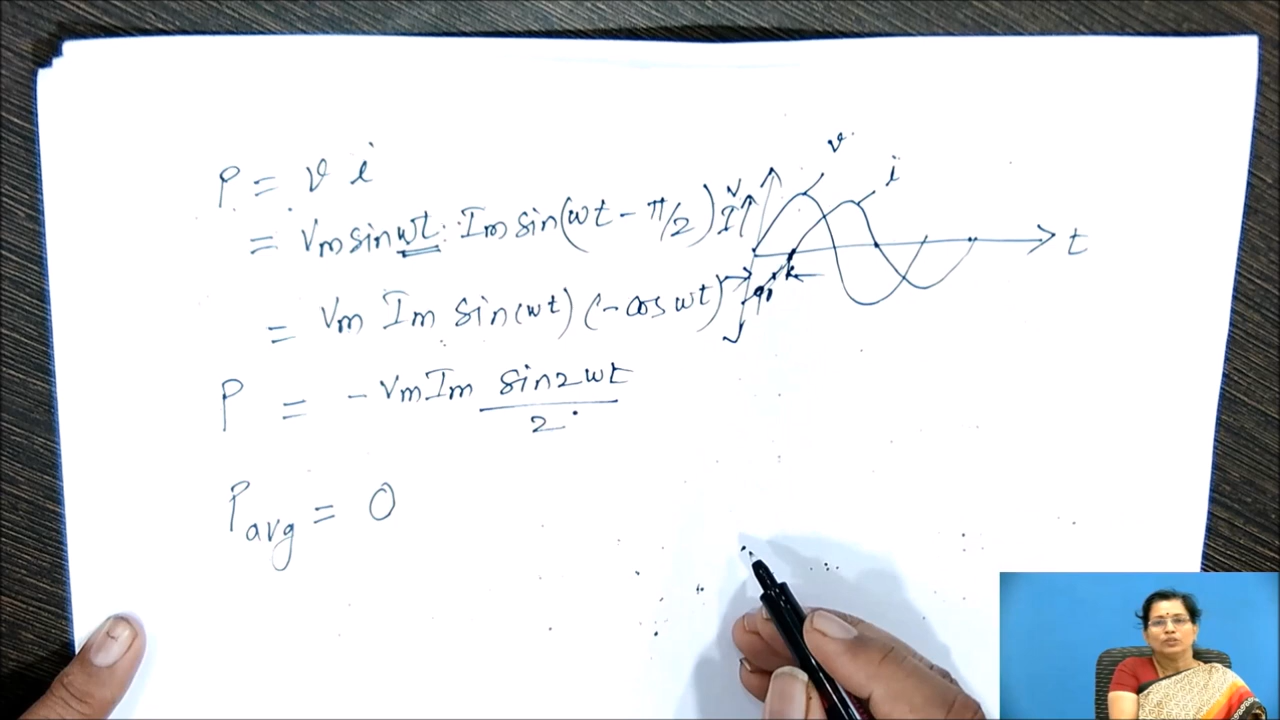 P = v i
= Vm sin wt . Im sin(wt - π/2)
= Vm Im sin(wt) (-cos wt)
P = - Vm Im sin2wt / 2
Pavg = 0
v
i
V
I
t
90